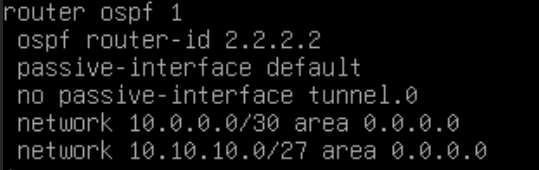 router ospf 1
ospf router-id 2.2.2.2
passive-interface default
no passive-interface tunnel.0
network 10.0.0.0/30 area 0.0.0.0
network 10.10.10.0/27 area 0.0.0.0